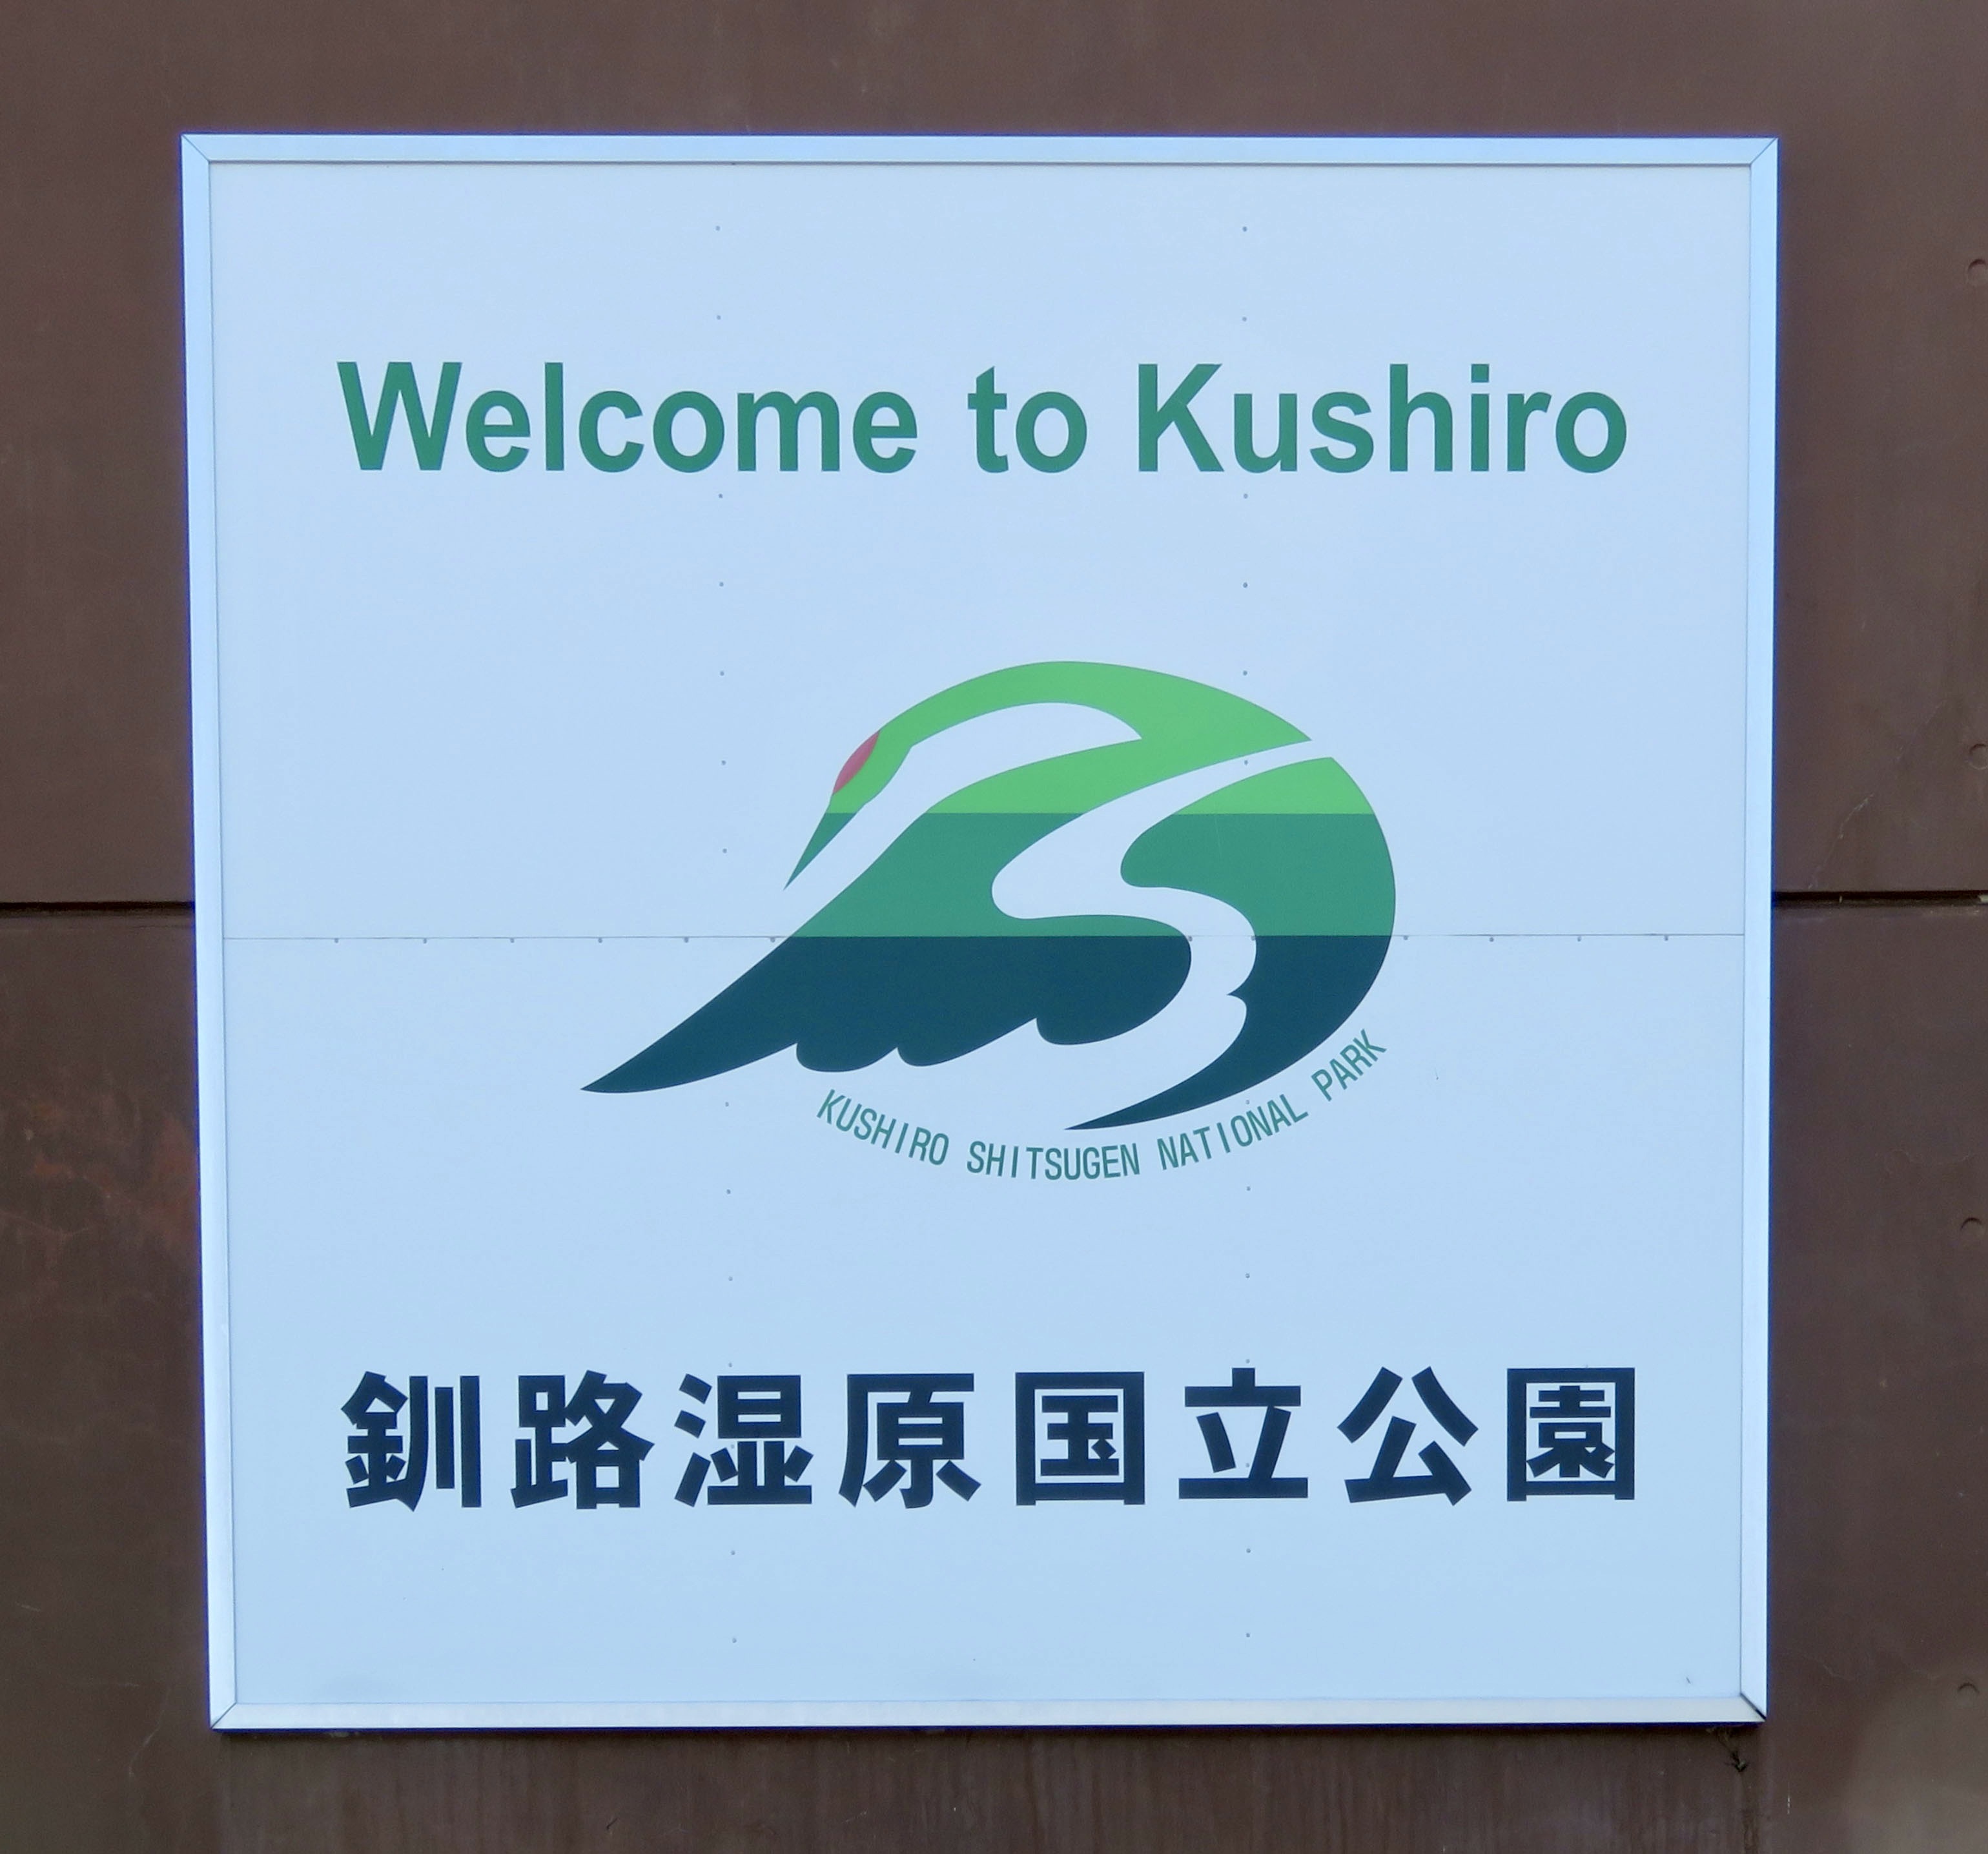 Welcome to Kushiro
KUSHIRO SHITSUGEN NATIONAL PARK
釧路湿原国立公園